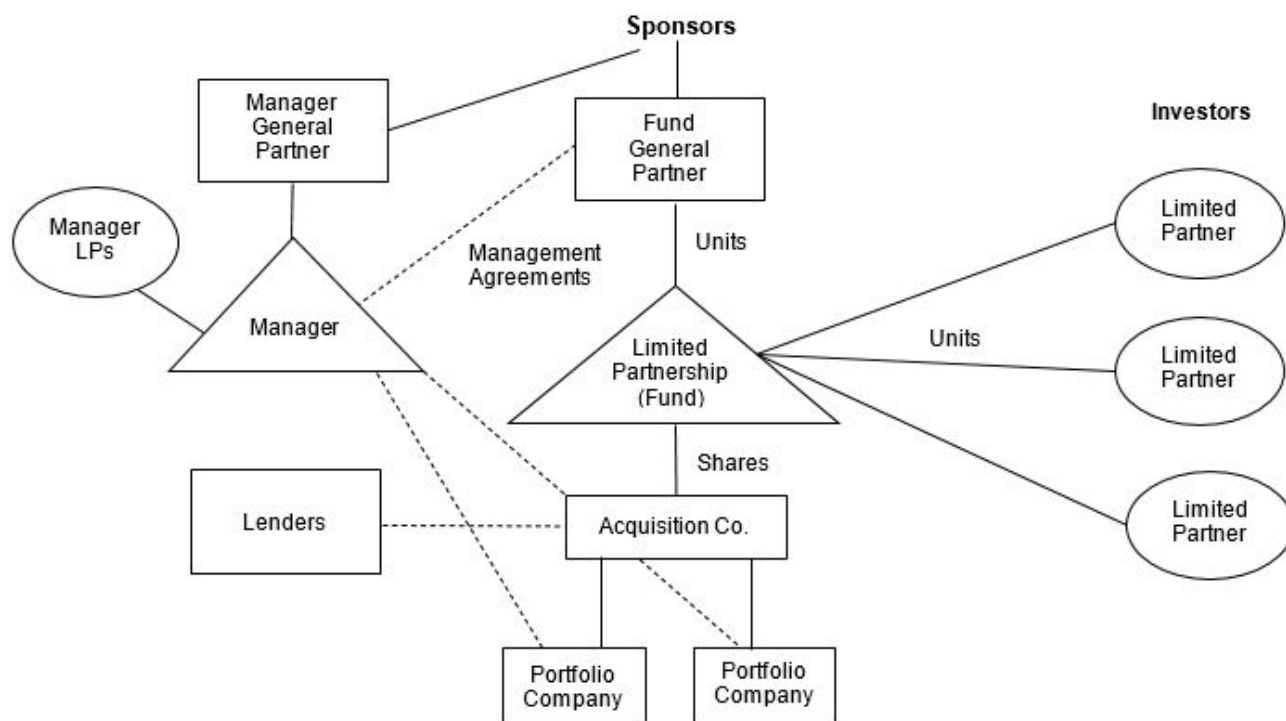 Sponsors
Manager
General
Partner
Fund
General
Partner
Investors
Manager
LPs
Management
Agreements
Units
Limited
Partner
Manager
Limited
Partnership
(Fund)
Units
Limited
Partner
Shares
Lenders
Acquisition Co.
Limited
Partner
Portfolio
Company
Portfolio
Company